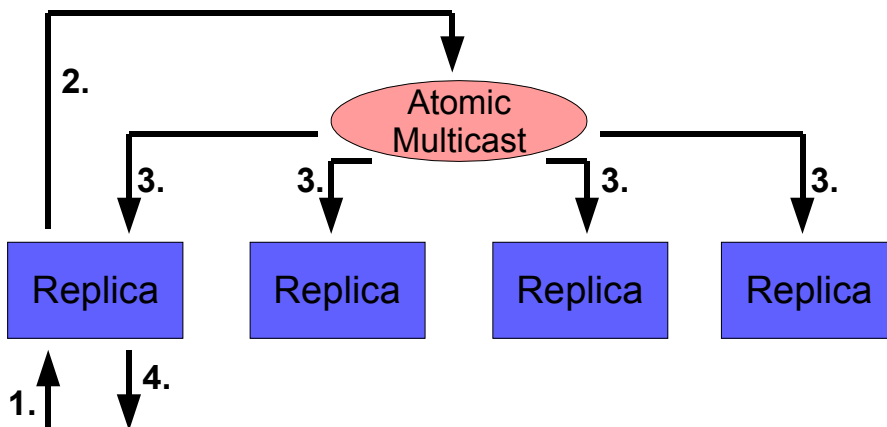 2.
Atomic
Multicast
3.
3.
3.
3.
Replica
Replica
Replica
Replica
1.
4.